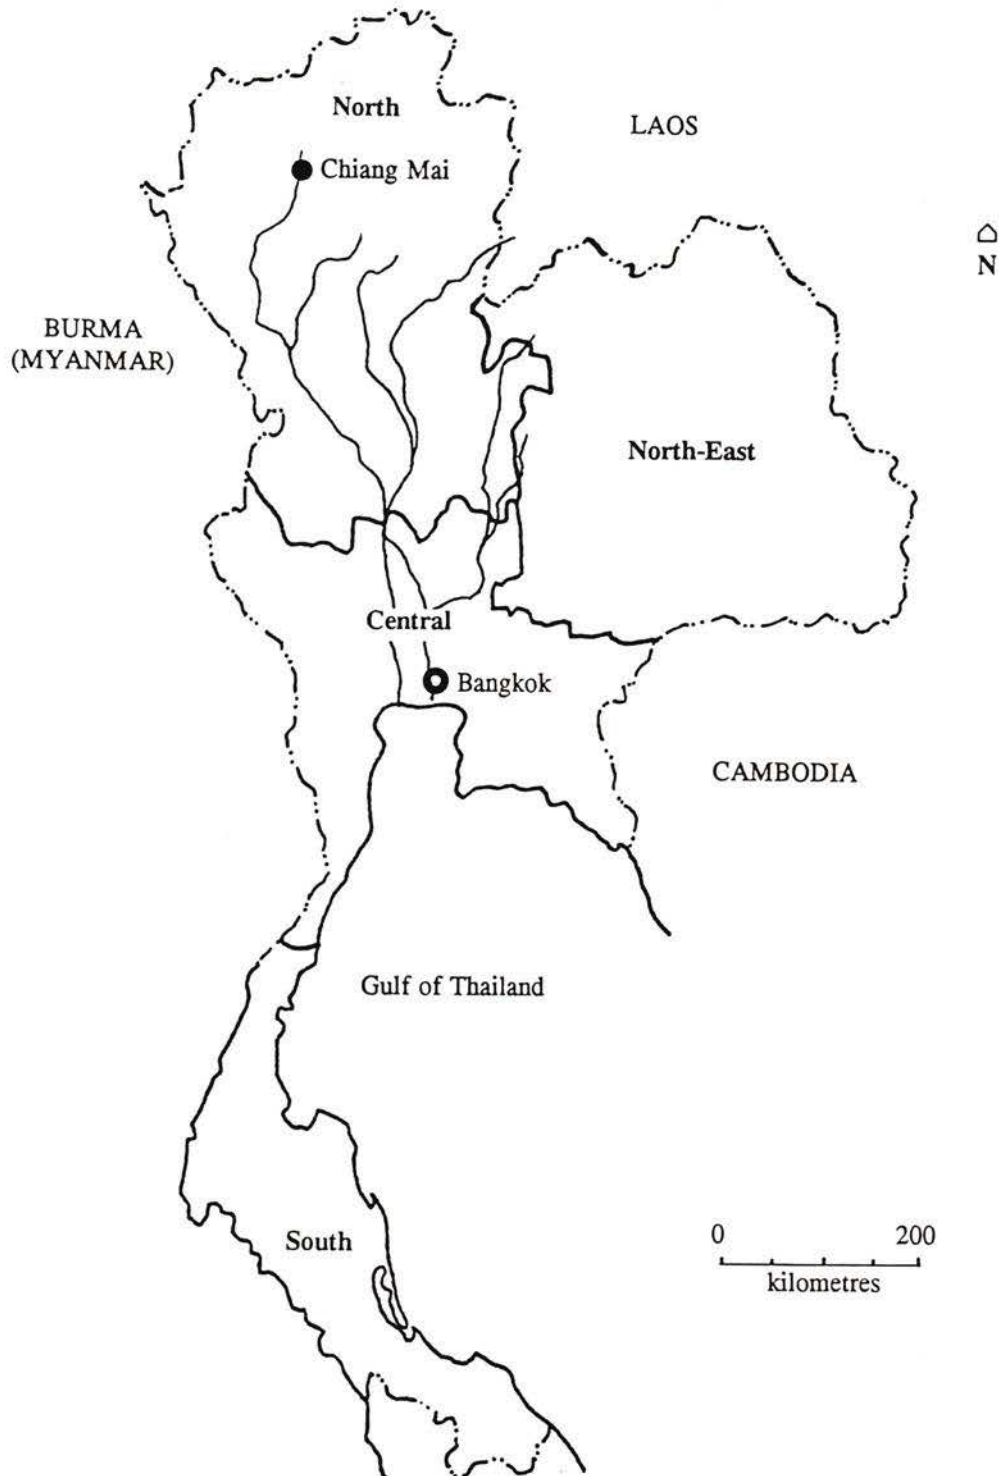 North
LAOS
Chiang Mai
N
BURMA
(MYANMAR)
North-East
Central
Bangkok
CAMBODIA
Gulf of Thailand
South
0 200
kilometres